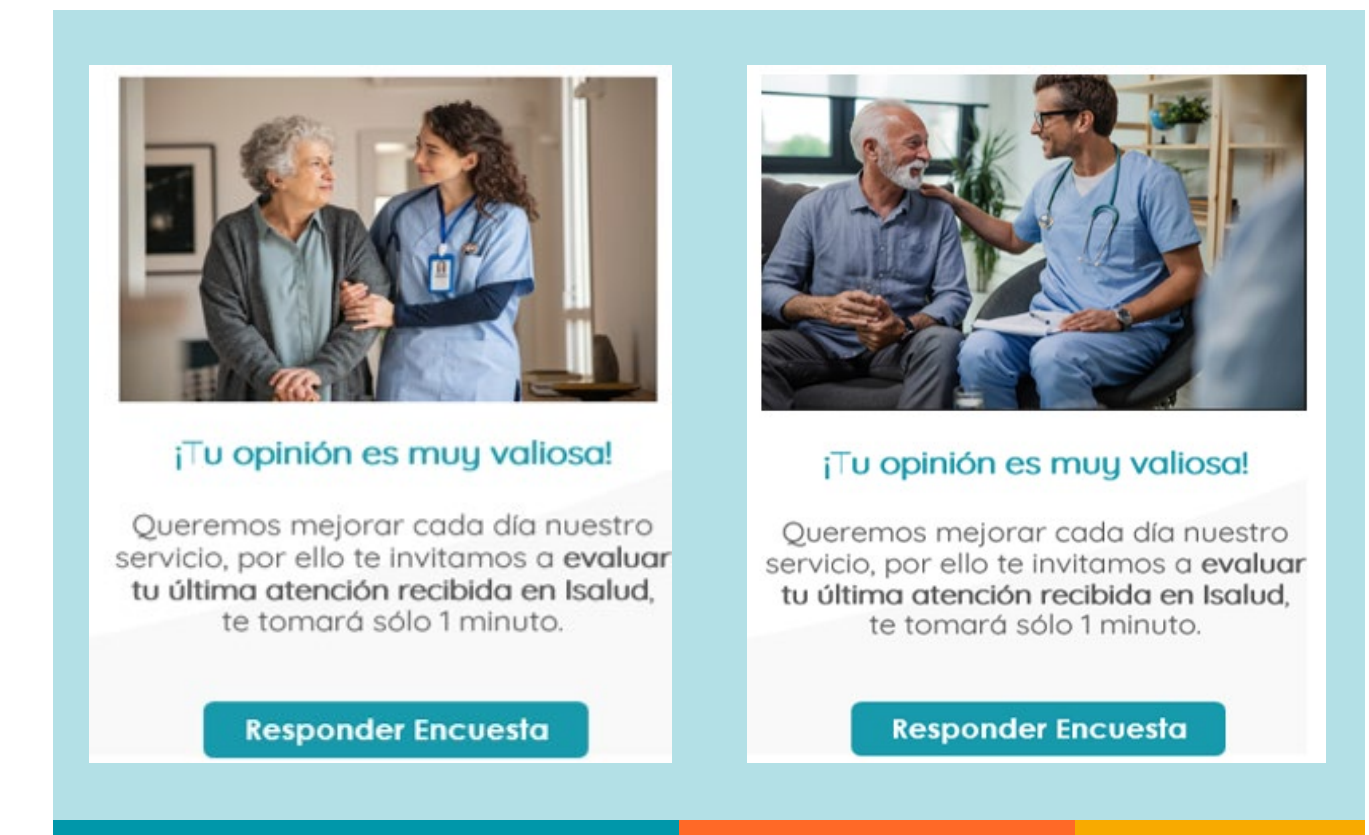 ¡Tu opinión es muy valiosa!
Queremos mejorar cada día nuestro
servicio, por ello te invitamos a evaluar
tu última atención recibida en Isalud,
te tomará sólo 1 minuto.
Responder Encuesta
¡Tu opinión es muy valiosa!
Queremos mejorar cada día nuestro
servicio, por ello te invitamos a evaluar
tu última atención recibida en Isalud,
te tomará sólo 1 minuto.
Responder Encuesta